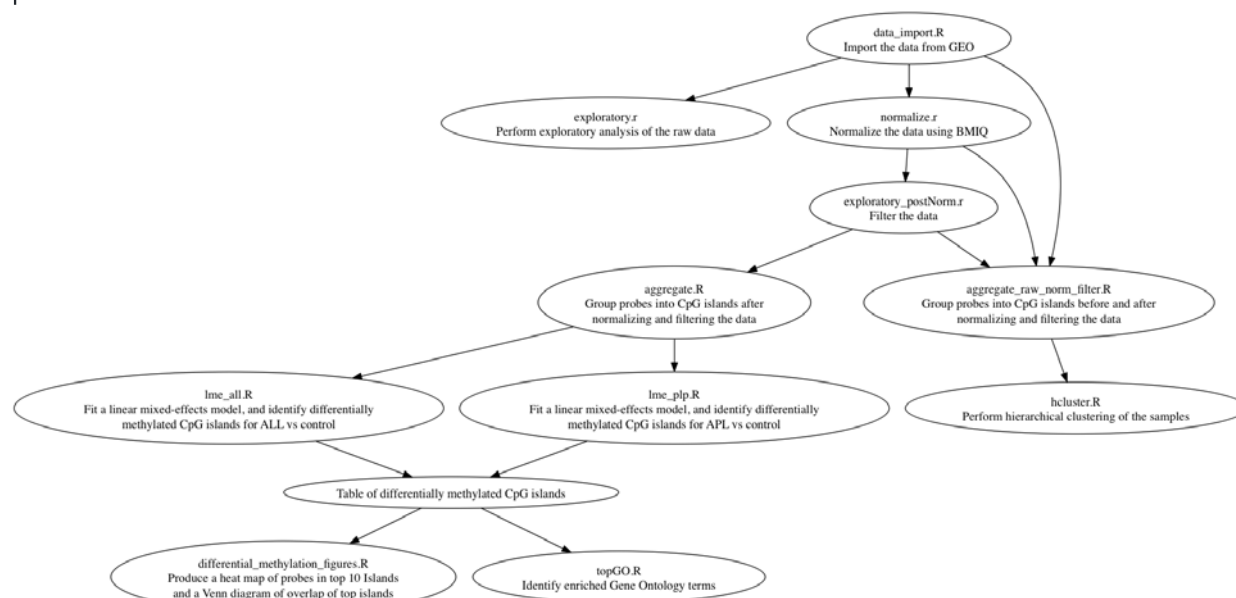 data_import.R
Import the data from GEO
exploratory.r
Perform exploratory analysis of the raw data
normalize.r
Normalize the data using BMIQ
exploratory_postNorm.r
Filter the data
aggregate.R
Group probes into CpG islands after
normalizing and filtering the data
aggregate_raw_norm_filter.R
Group probes into CpG islands before and after
normalizing and filtering the data
lme_all.R
Fit a linear mixed-effects model, and identify differentially
methylated CpG islands for ALL vs control
lme_plp.R
Fit a linear mixed-effects model, and identify differentially
methylated CpG islands for APL vs control
hcluster.R
Perform hierarchical clustering of the samples
Table of differentially methylated CpG islands
differential_methylation_figures.R
Produce a heat map of probes in top 10 Islands
and a Venn diagram of overlap of top islands
topGO.R
Identify enriched Gene Ontology terms